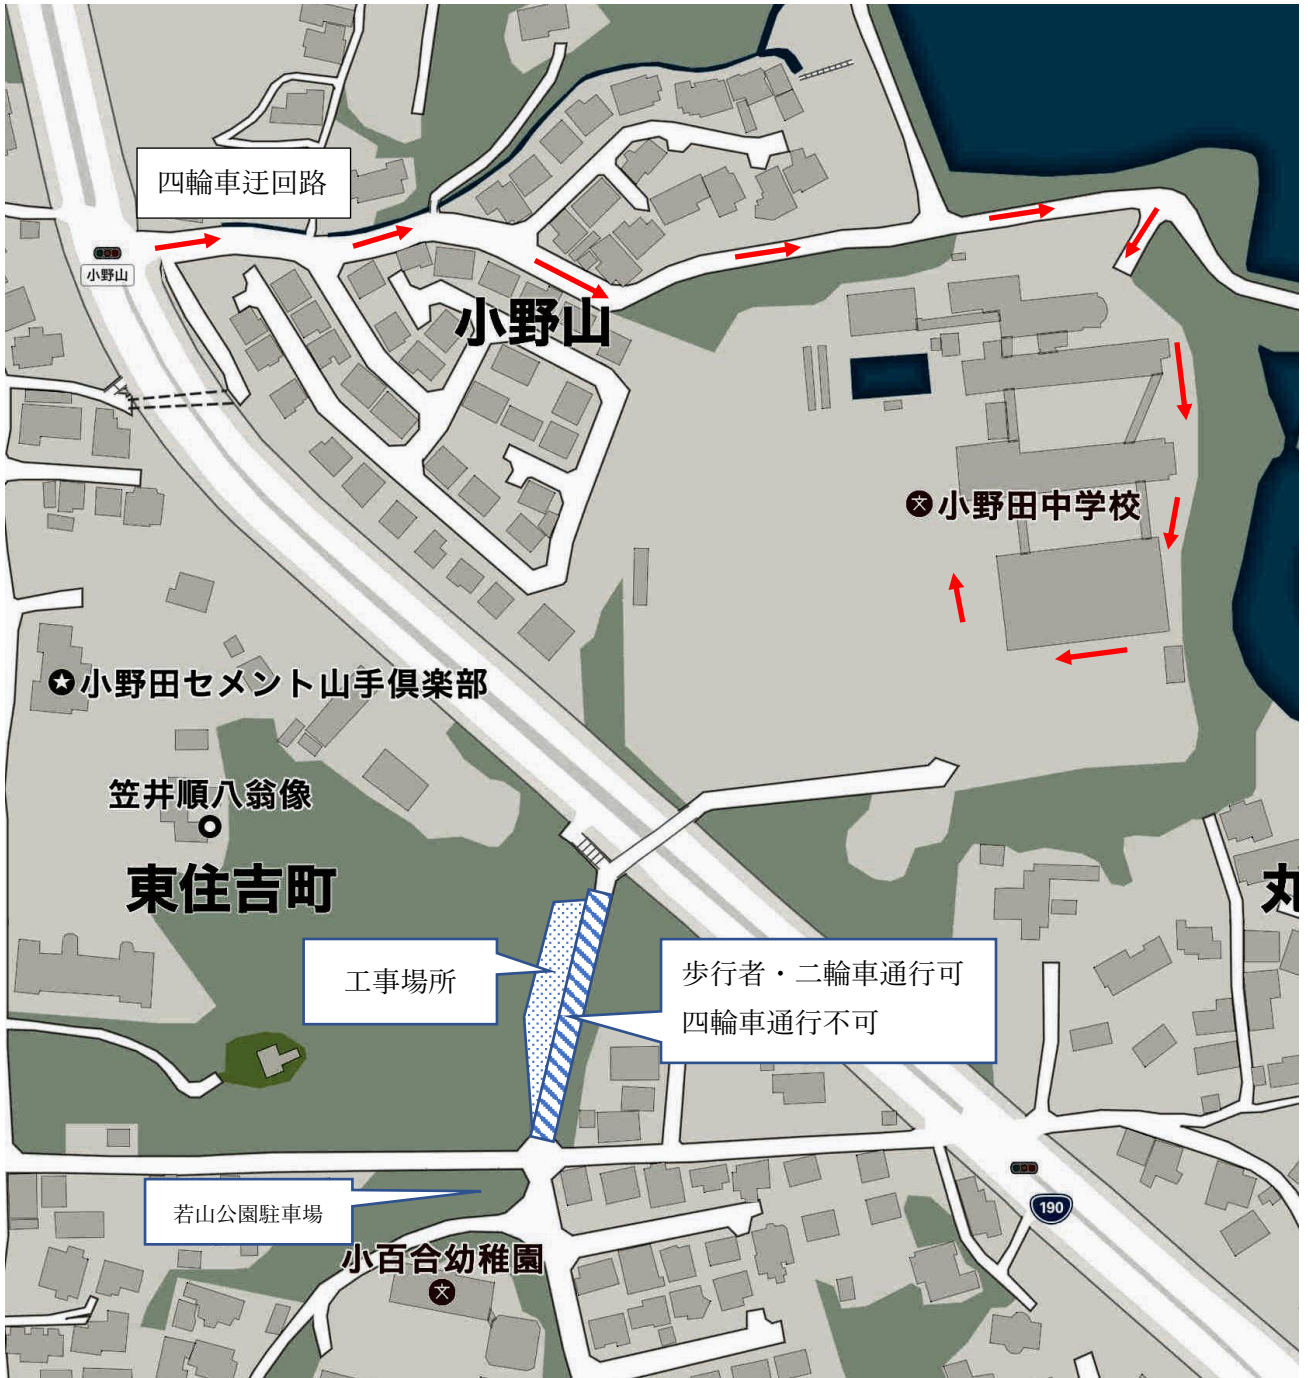 四輪車迂回路
小野山
小野山
小野田中学校
小野田セメント山手倶楽部
笠井順八翁像
東住吉町
丸
工事場所
歩行者・二輪車通行可
四輪車通行不可
若山公園駐車場
190
小百合幼稚園
文
文